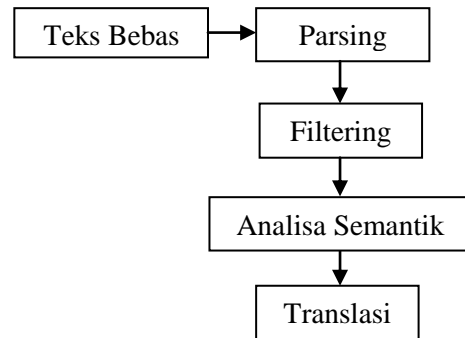 Teks Bebas
Parsing
Filtering
Analisa Semantik
Translasi